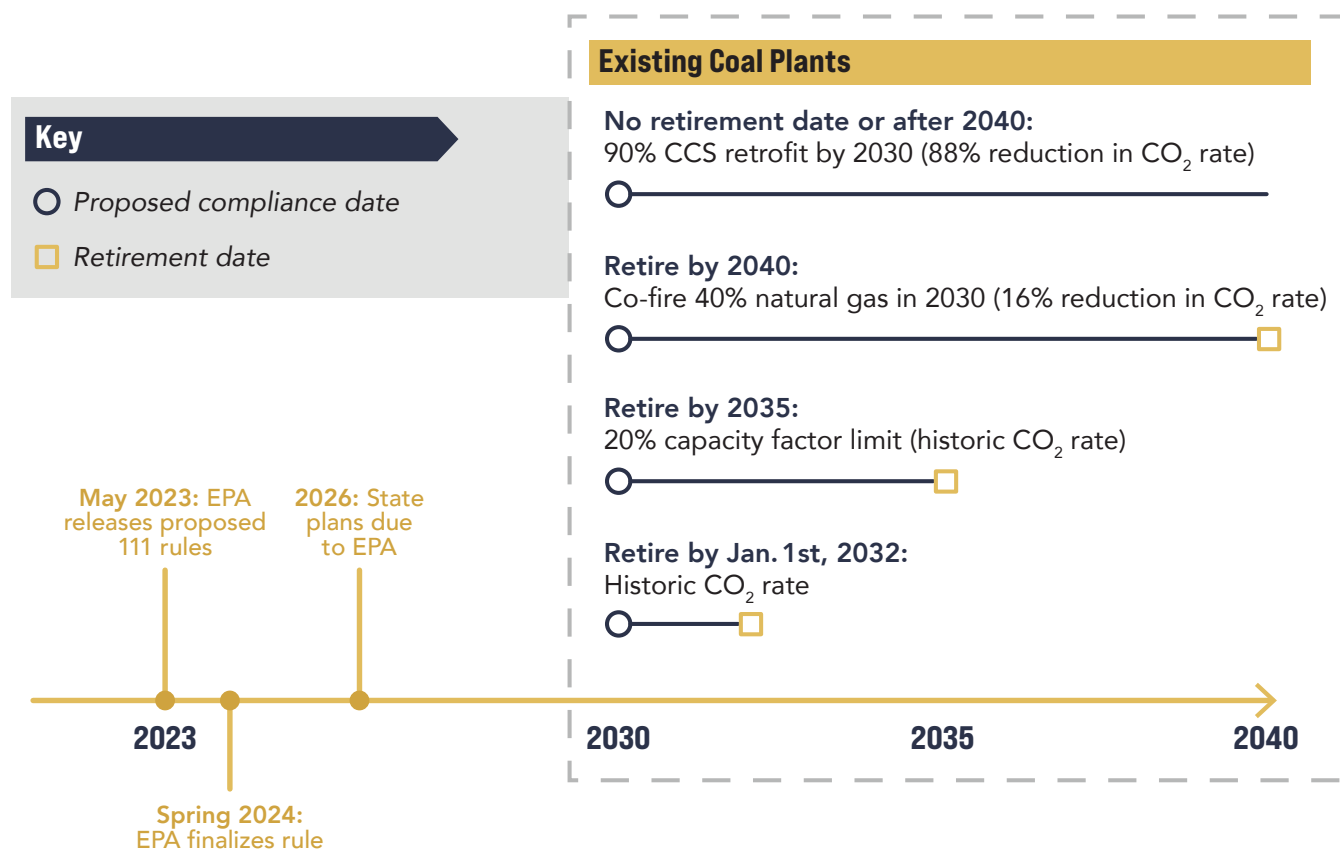 Existing Coal Plants
Key
Proposed compliance date
Retirement date
No retirement date or after 2040:
90% CCS retrofit by 2030 (88% reduction in CO₂ rate)
Retire by 2040:
Co-fire 40% natural gas in 2030 (16% reduction in CO₂ rate)
Retire by 2035:
20% capacity factor limit (historic CO₂ rate)
Retire by Jan. 1st, 2032:
Historic CO₂ rate
May 2023: EPA
releases proposed
111 rules
2026: State
plans due
to EPA
2023
2030
2035
2040
Spring 2024:
EPA finalizes rule